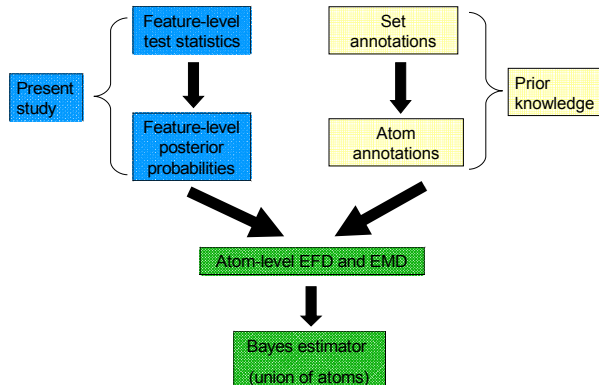 Feature-level
test statistics
Set
annotations
Present
study
Prior
knowledge
Feature-level
posterior
probabilities
Atom
annotations
Atom-level EFD and EMD
Bayes estimator
(union of atoms)